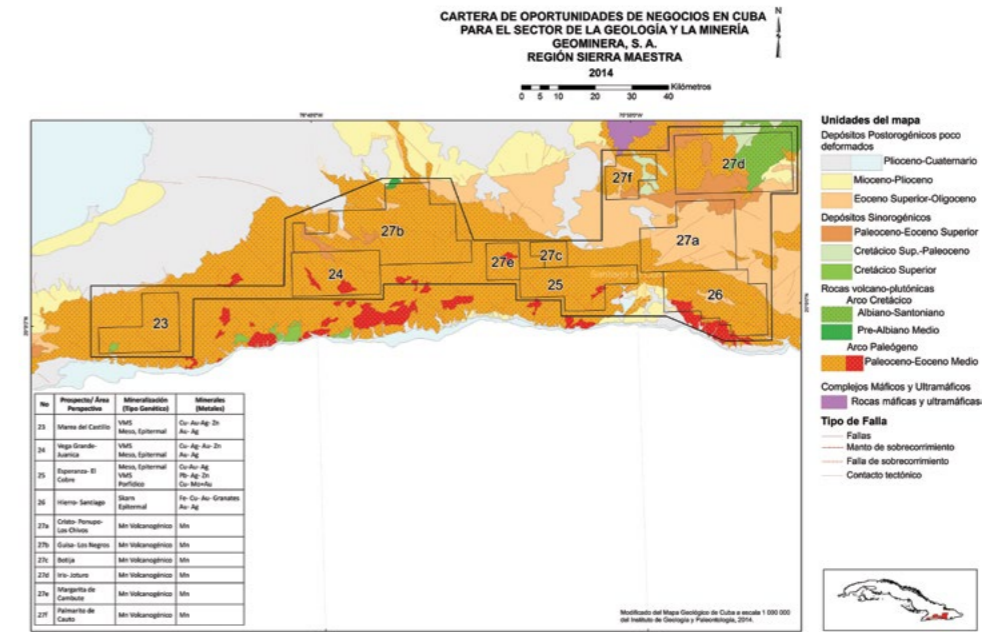 CARTERA DE OPORTUNIDADES DE NEGOCIOS EN CUBA
PARA EL SECTOR DE LA GEOLOGÍA Y LA MINERÍA
GEOMINERA, S. A.
REGIÓN SIERRA MAESTRA
2014
N
Kilómetros
0 5 10 20 30 40
27d
27f
27b
27a
27e
27c
24
25
26
23
Unidades del mapa
Depósitos Postorogénicos poco
deformados
Plioceno-Cuaternario
Mioceno-Plioceno
Eoceno Superior-Oligoceno
Depósitos Sinorogénicos
Paleoceno-Eoceno Superior
Cretácico Sup.-Paleoceno
Cretácico Superior
Rocas volcano-plutónicas
Arco Cretácico
Albiano-Santoniano
Pre-Albiano Medio
Arco Paleógeno
Paleoceno-Eoceno Medio
Complejos Máficos y Ultramáficos
Rocas máficas y ultramáficas
Tipo de Falla
Fallas
Manto de sobrecorrimiento
Falla de sobrecorrimiento
Contacto tectónico
No Prospecto/ Área Perspectiva Mineralización (Tipo Genético) Minerales (Metales)
23 Marea del Castillo VMS Cu- Au-Ag- Zn
Meso, Epitermal Au- Ag
24 Vega Grande- Juanica VMS Cu- Ag- Au- Zn
Meso, Epitermal Au- Ag
25 Esperanza- El Cobre Meso, Epitermal Cu-Au- Ag
VMS Pb- Ag- Zn
Porfídico Cu- Mo+Au
26 Hierro- Santiago Skarn Fe- Cu- Au- Granates
Epitermal Au- Ag
27a Cristo- Ponupo- Los Chivos Mn Volcanogénico Mn
27b Guisa- Los Negros Mn Volcanogénico Mn
27c Botija Mn Volcanogénico Mn
27d Iris- Joturo Mn Volcanogénico Mn
27e Margarita de Cambute Mn Volcanogénico Mn
27f Palmarito de Cauto Mn Volcanogénico Mn
Modificado del Mapa Geológico de Cuba a escala 1 000 000
del Instituto de Geología y Paleontología, 2014.